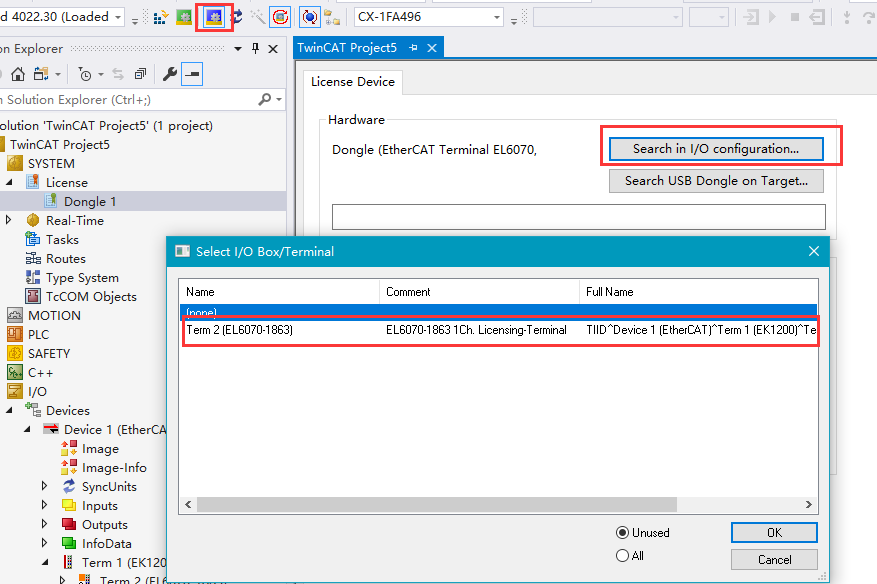 d 4022.30 (Loaded
CX-1FA496
on Explorer
TwinCAT Project5
License Device
n Solution Explorer (Ctrl+;)
Hardware
olution 'TwinCAT Project5' (1 project)
Dongle (EtherCAT Terminal EL6070,
Search in I/O configuration...
TwinCAT Project5
SYSTEM
License
Search USB Dongle on Target...
Dongle 1
Real-Time
Tasks
Routes
Type System
TcCOM Objects
MOTION
PLC
SAFETY
C++
I/O
Devices
Device 1 (EtherCA
Image
Image-Info
SyncUnits
Inputs
Outputs
InfoData
Term 1 (EK120
Term 2 (EL6070-1863)
Select I/O Box/Terminal
Name
Comment
Full Name
(none)
Term 2 (EL6070-1863)
EL6070-1863 1Ch. Licensing-Terminal
TIID^Device 1 (EtherCAT)^Term 1 (EK1200)^Te
Unused
All
OK
Cancel